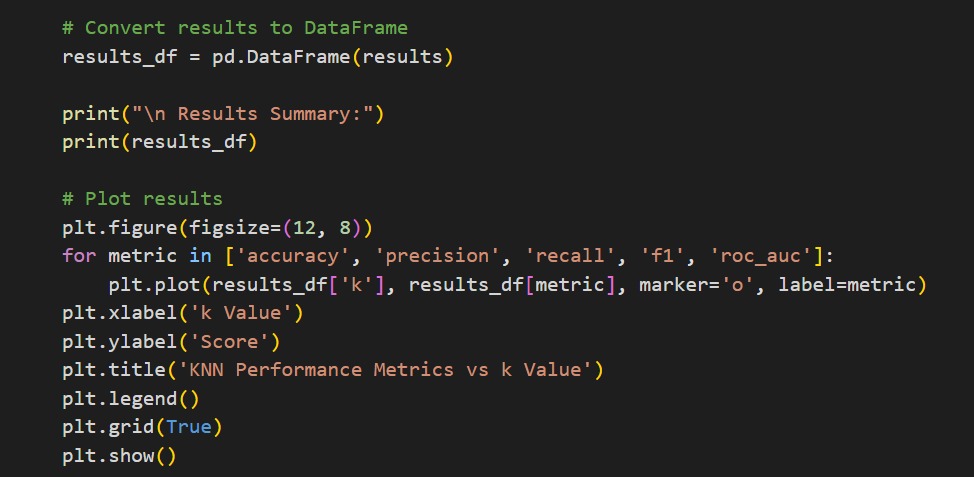 # Convert results to DataFrame
results_df = pd.DataFrame(results)

print("\n Results Summary:")
print(results_df)

# Plot results
plt.figure(figsize=(12, 8))
for metric in ['accuracy', 'precision', 'recall', 'f1', 'roc_auc']:
    plt.plot(results_df['k'], results_df[metric], marker='o', label=metric)
plt.xlabel('k Value')
plt.ylabel('Score')
plt.title('KNN Performance Metrics vs k Value')
plt.legend()
plt.grid(True)
plt.show()